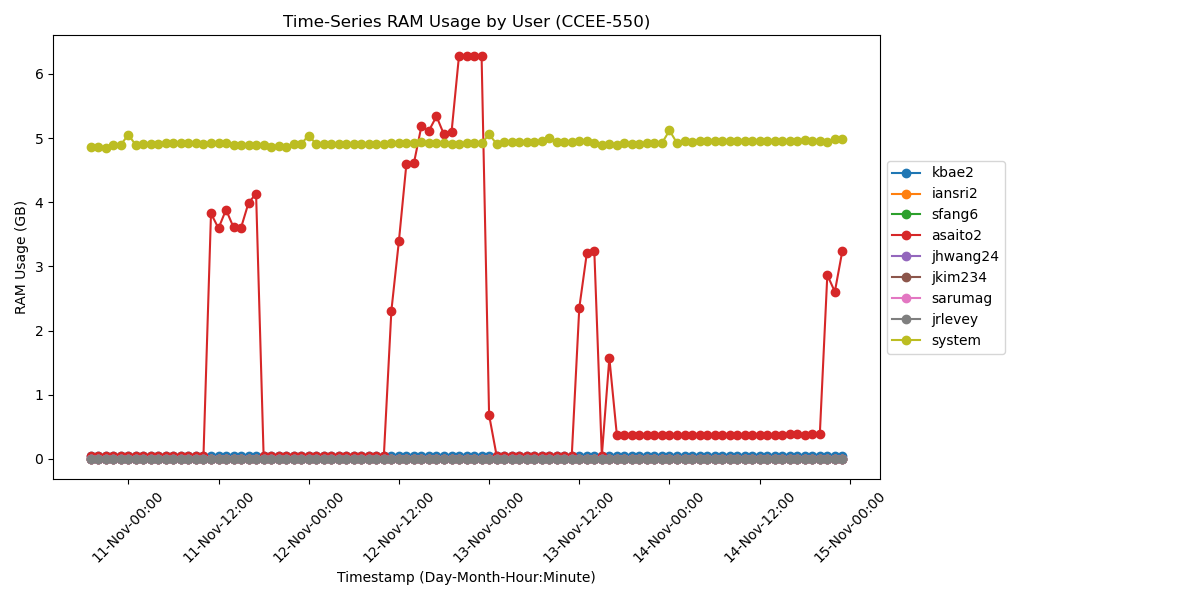 Time-Series RAM Usage by User (CCEE-550)
RAM Usage (GB)
6
5
4
3
2
1
0
11-Nov-00:00
11-Nov-12:00
12-Nov-00:00
12-Nov-12:00
13-Nov-00:00
13-Nov-12:00
14-Nov-00:00
14-Nov-12:00
15-Nov-00:00
Timestamp (Day-Month-Hour:Minute)
kbae2
iansri2
sfang6
asaito2
jhwang24
jkim234
sarumag
jrlevey
system